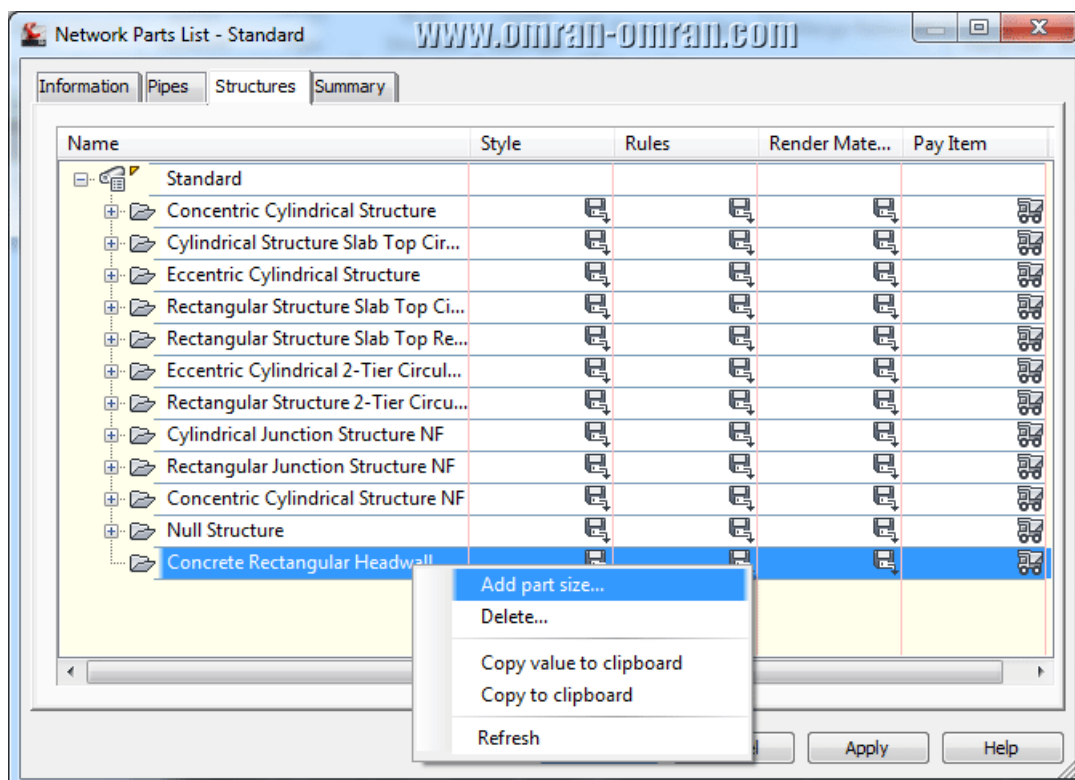 Network Parts List - Standard
www.omran-omran.com
Information Pipes Structures Summary
Name Style Rules Render Mate... Pay Item
Standard
Concentric Cylindrical Structure
Cylindrical Structure Slab Top Cir...
Eccentric Cylindrical Structure
Rectangular Structure Slab Top Ci...
Rectangular Structure Slab Top Re...
Eccentric Cylindrical 2-Tier Circul...
Rectangular Structure 2-Tier Circu...
Cylindrical Junction Structure NF
Rectangular Junction Structure NF
Concentric Cylindrical Structure NF
Null Structure
Concrete Rectangular Headwall
Add part size...
Delete...
Copy value to clipboard
Copy to clipboard
Refresh
Apply Help